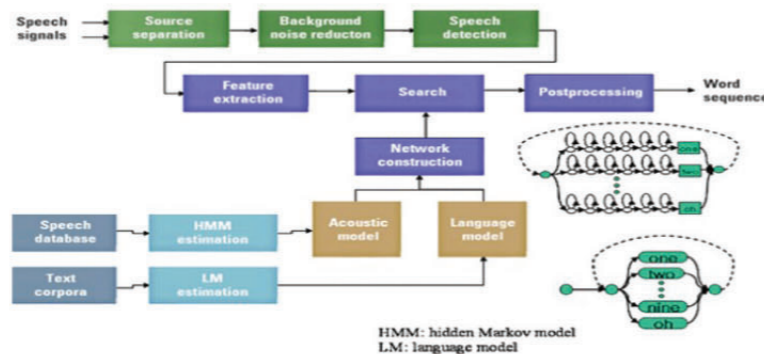 Speech
signals
Source
separation
Background
noise reducton
Speech
detection
Feature
extraction
Search
Postprocessing
Word
sequence
Network
construction
one
two
oh
Speech
database
HMM
estimation
Acoustic
model
Language
model
Text
corpora
LM
estimation
one
two
nine
oh
HMM: hidden Markov model
LM: language model